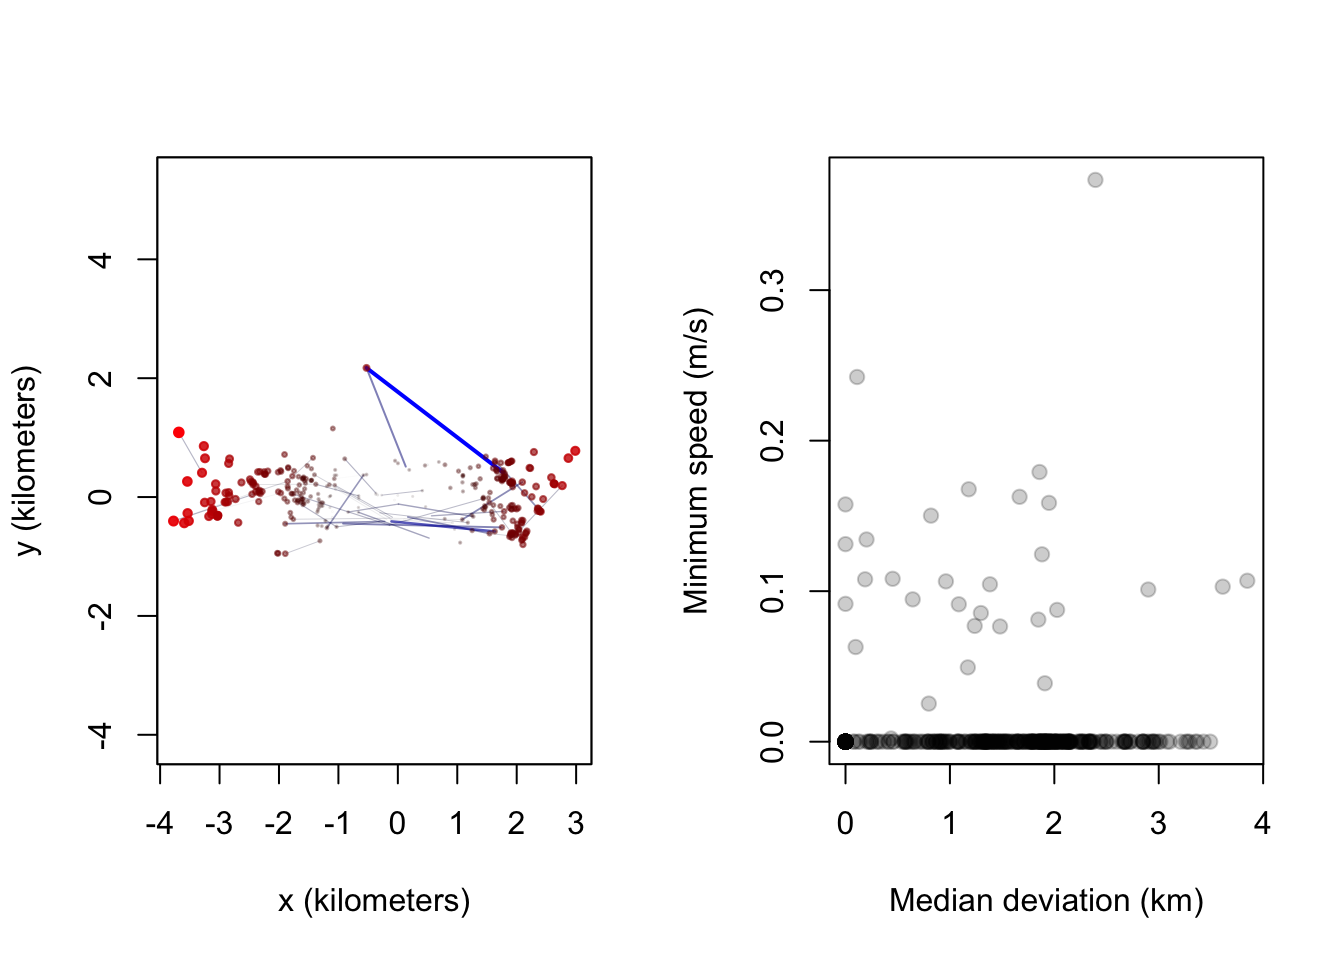 y (kilometers)
4
2
0
-2
-4
-4 -3 -2 -1 0 1 2 3
x (kilometers)
Minimum speed (m/s)
0.3
0.2
0.1
0.0
0 1 2 3 4
Median deviation (km)